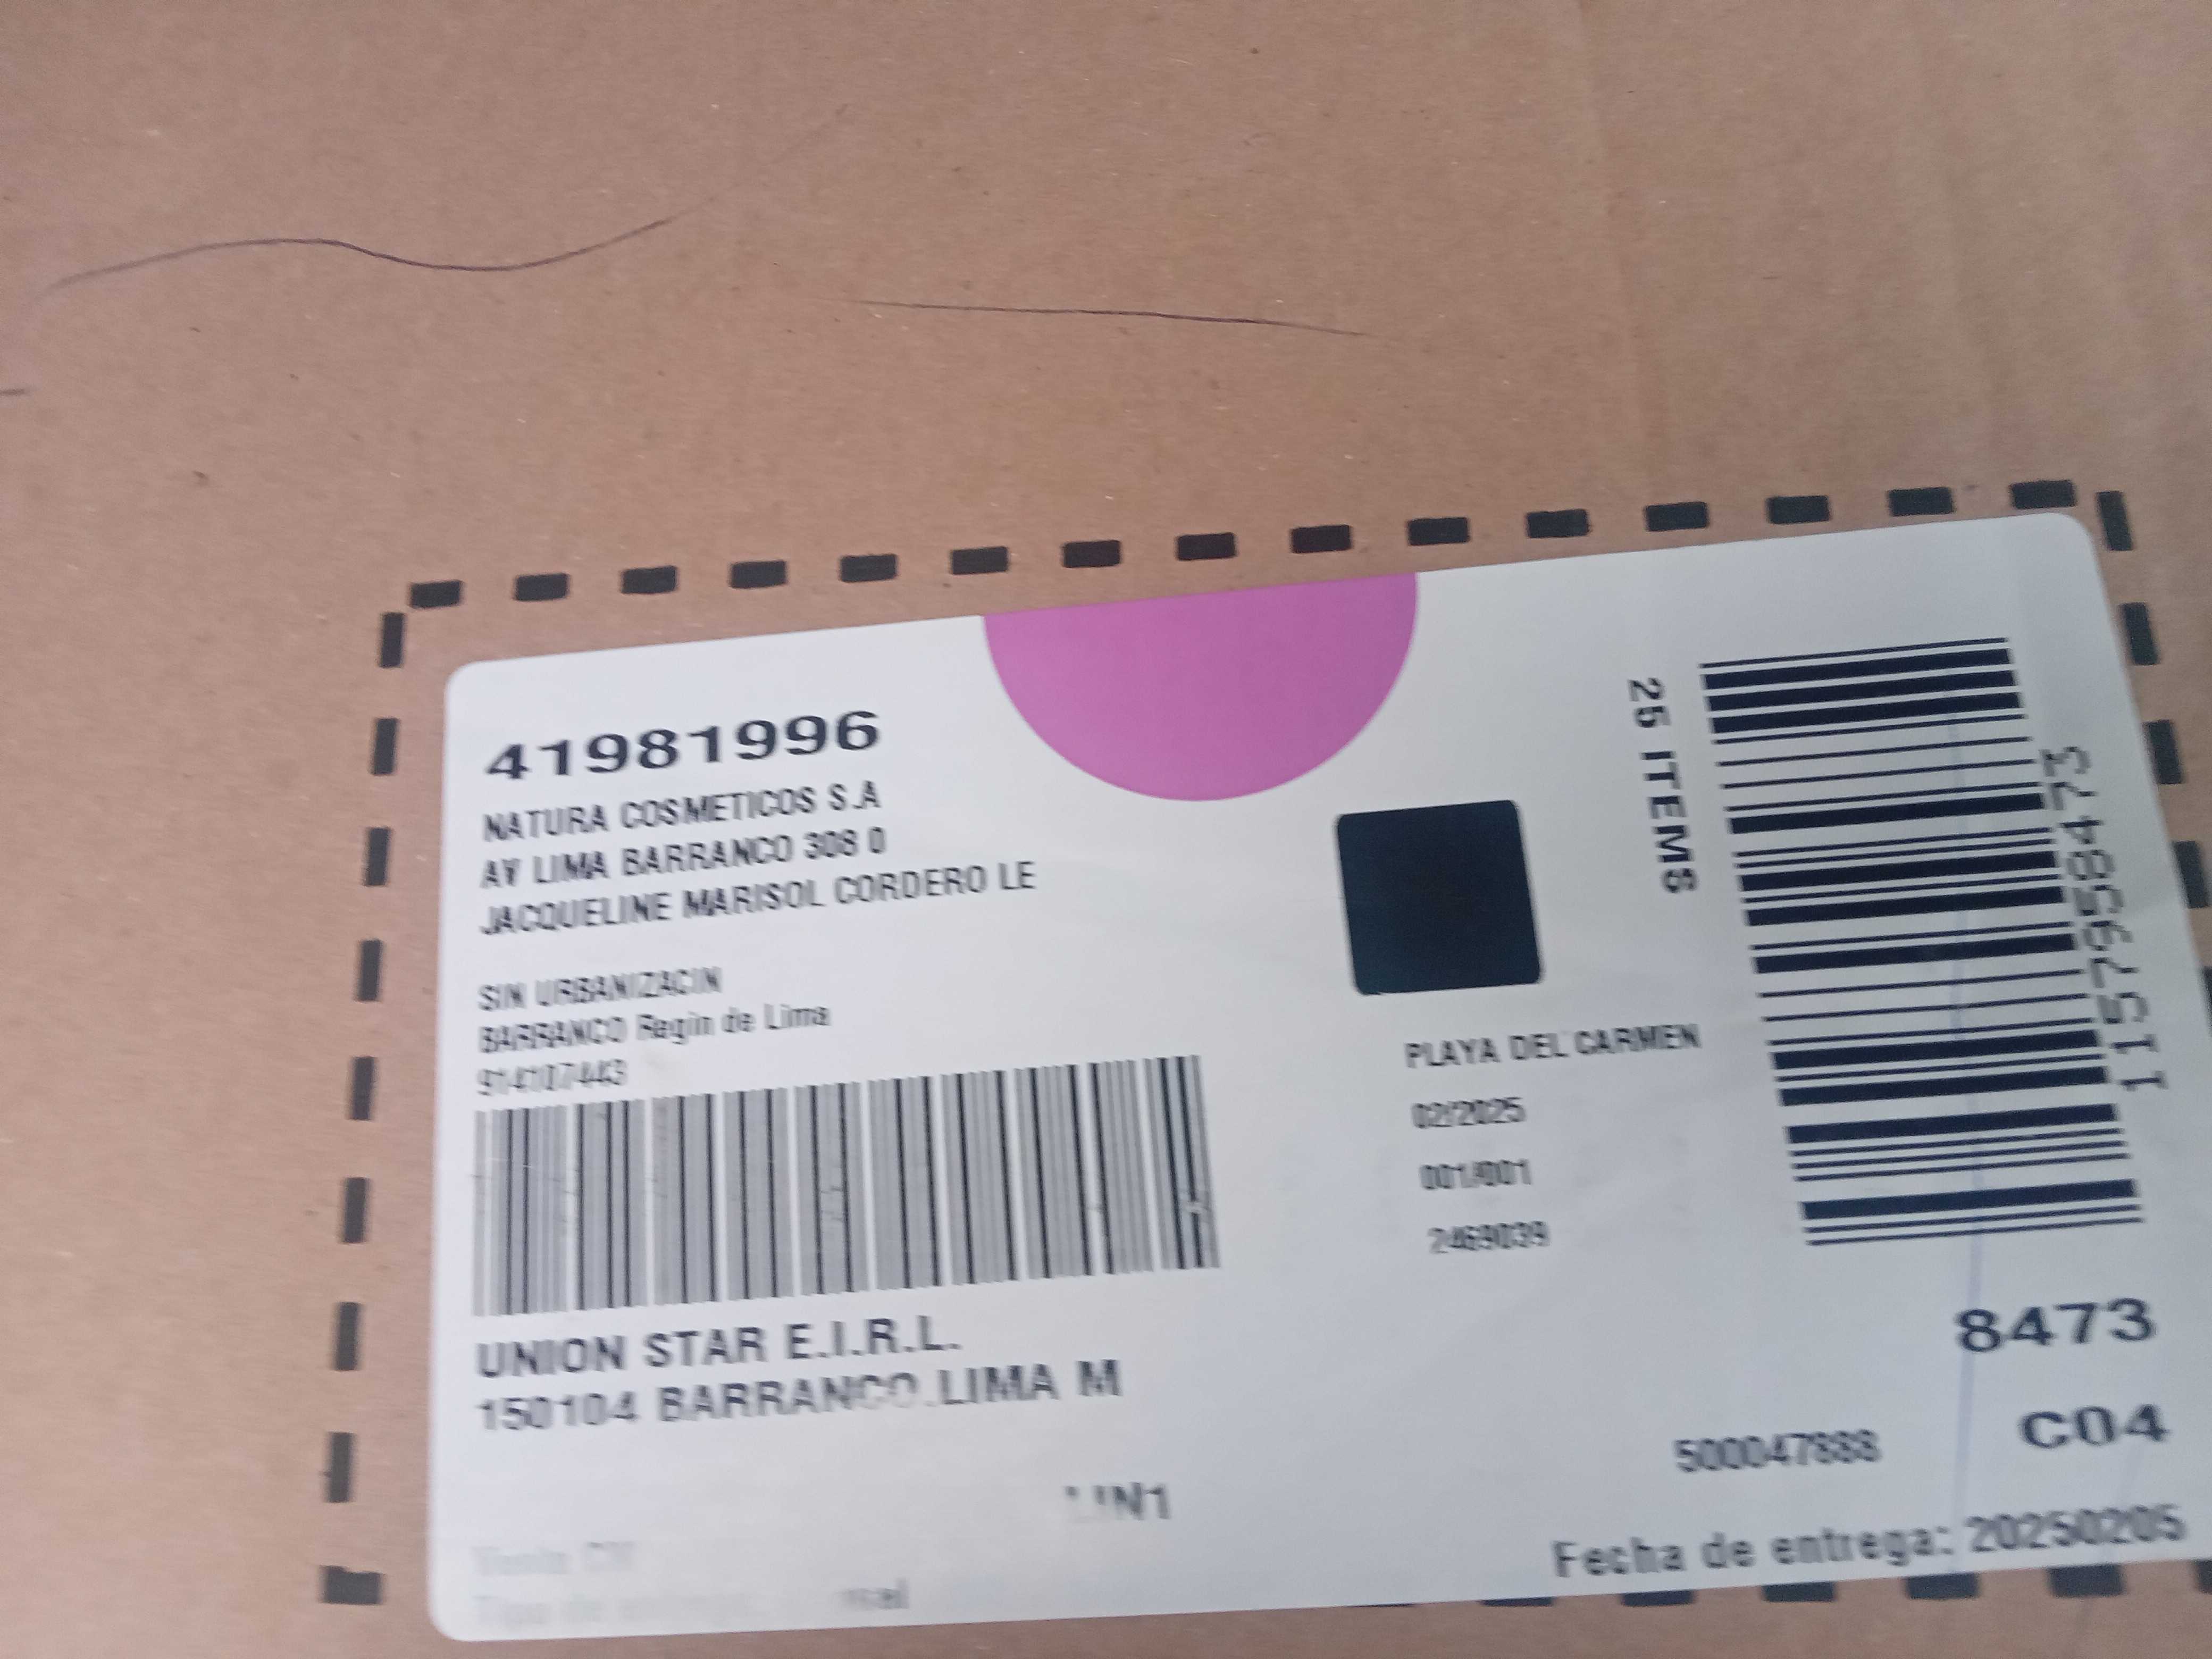 41981996
NATURA COSMETICOS S.A
AV LIMA BARRANCO 308 0
JACQUELINE MARISOL CORDERO LE
SIN URBANIZACIN
BARRANCO Regin de Lima
914107443
UNION STAR E.I.R.L.
150104 BARRANCO LIMA M
25 ITEMS
PLAYA DEL CARMEN
02/2025
001/001
2469039
8473
500047888
C04
Fecha de entrega: 20250205